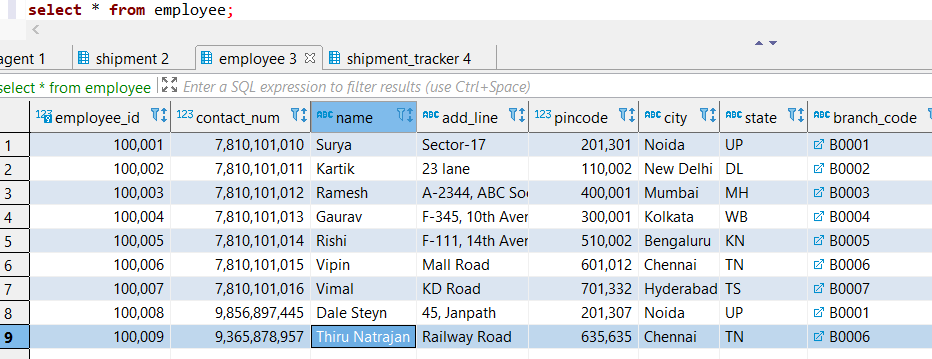 select * from employee;
agent 1 shipment 2 employee 3 shipment_tracker 4
select * from employee Enter a SQL expression to filter results (use Ctrl+Space)
123 employee_id 123 contact_num ABC name ABC add_line 123 pincode ABC city ABC state ABC branch_code
1 100,001 7,810,101,010 Surya Sector-17 201,301 Noida UP B0001
2 100,002 7,810,101,011 Kartik 23 lane 110,002 New Delhi DL B0002
3 100,003 7,810,101,012 Ramesh A-2344, ABC Soc 400,001 Mumbai MH B0003
4 100,004 7,810,101,013 Gaurav F-345, 10th Aven 300,001 Kolkata WB B0004
5 100,005 7,810,101,014 Rishi F-111, 14th Aven 510,002 Bengaluru KN B0005
6 100,006 7,810,101,015 Vipin Mall Road 601,012 Chennai TN B0006
7 100,007 7,810,101,016 Vimal KD Road 701,332 Hyderabad TS B0007
8 100,008 9,856,897,445 Dale Steyn 45, Janpath 201,307 Noida UP B0001
9 100,009 9,365,878,957 Thiru Natrajan Railway Road 635,635 Chennai TN B0006